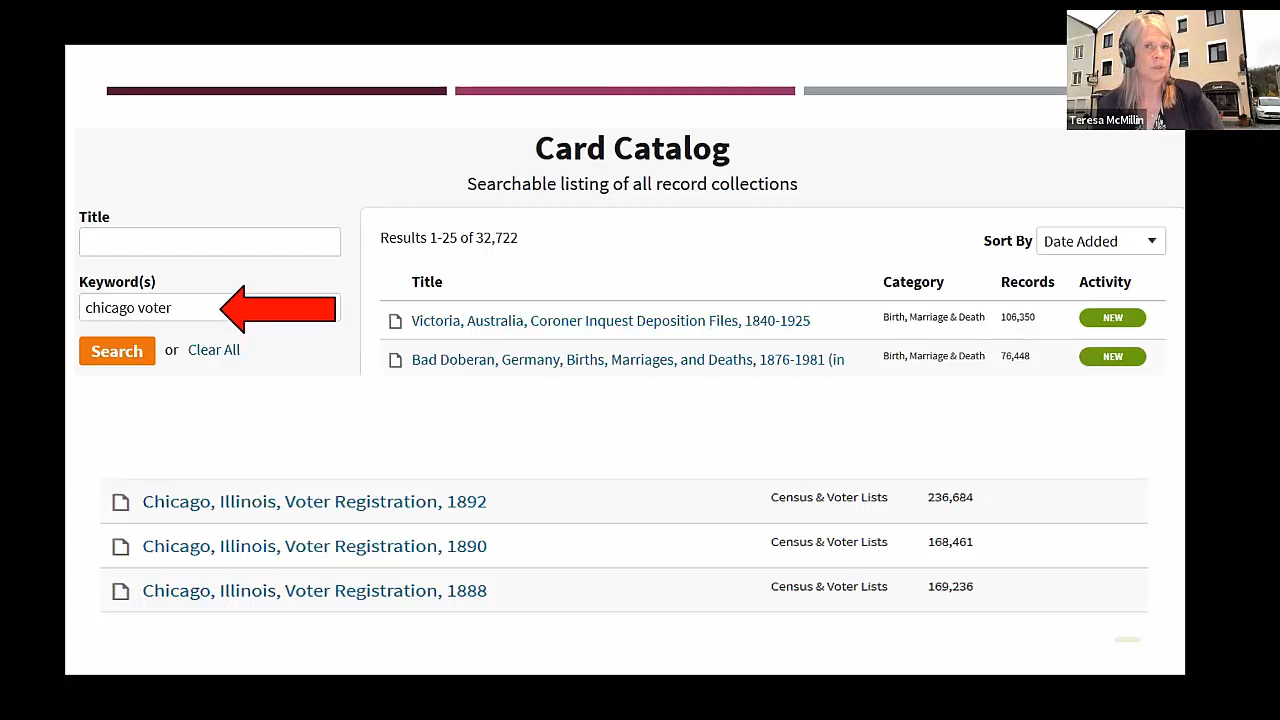 Teresa McMillin
Card Catalog
Searchable listing of all record collections
Title
Keyword(s)
chicago voter
Search or Clear All
Results 1-25 of 32,722
Sort By Date Added
Title Category Records Activity
Victoria, Australia, Coroner Inquest Deposition Files, 1840-1925 Birth, Marriage & Death 106,350 NEW
Bad Doberan, Germany, Births, Marriages, and Deaths, 1876-1981 (in Birth, Marriage & Death 76,448 NEW
Chicago, Illinois, Voter Registration, 1892 Census & Voter Lists 236,684
Chicago, Illinois, Voter Registration, 1890 Census & Voter Lists 168,461
Chicago, Illinois, Voter Registration, 1888 Census & Voter Lists 169,236